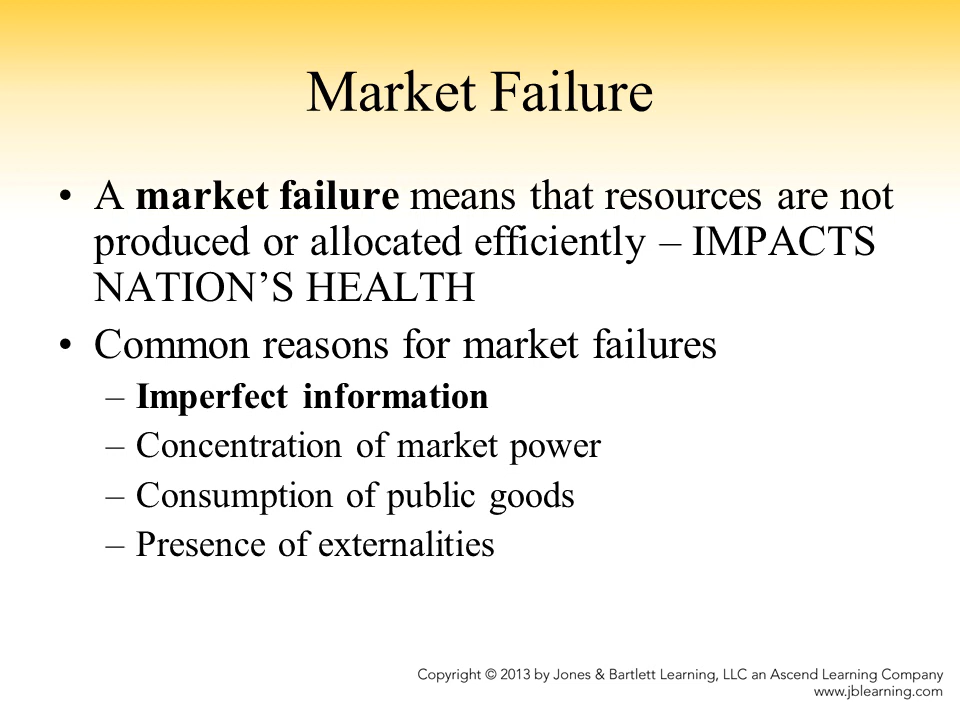 Market Failure
• A market failure means that resources are not
produced or allocated efficiently – IMPACTS
NATION’S HEALTH
• Common reasons for market failures
–Imperfect information
–Concentration of market power
–Consumption of public goods
–Presence of externalities
Copyright © 2013 by Jones & Bartlett Learning, LLC an Ascend Learning Company
www.jblearning.com